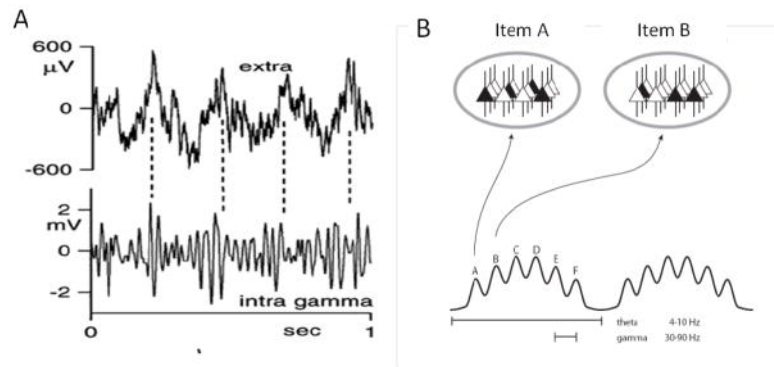 A
600
μV
0
-600
extra
2
mV
0
-2
intra gamma
0
sec
1
B
Item A
Item B
A
B
C
D
E
F
theta 4-10 Hz
gamma 30-90 Hz